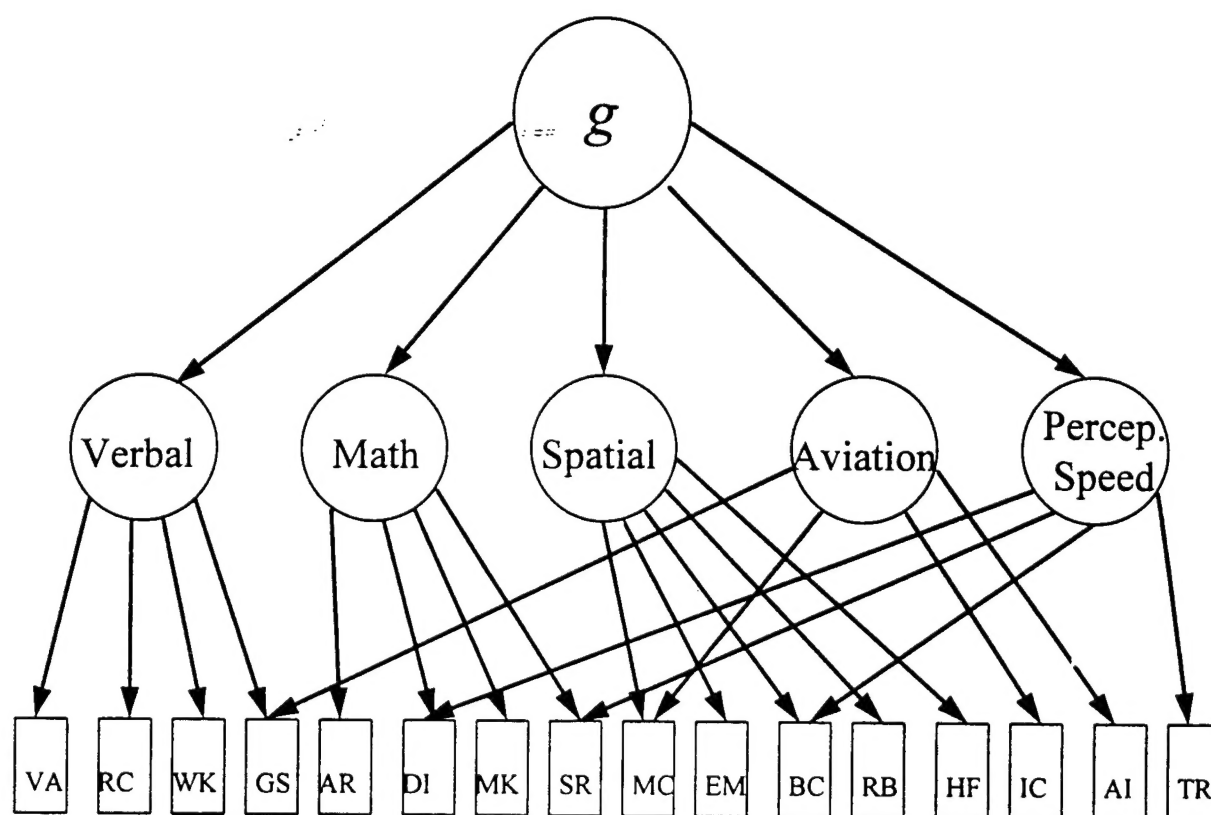 g
Verbal
Math
Spatial
Aviation
Percep.
Speed
VA
RC
WK
GS
AR
DI
MK
SR
MC
EM
BC
RB
HF
IC
AI
TR